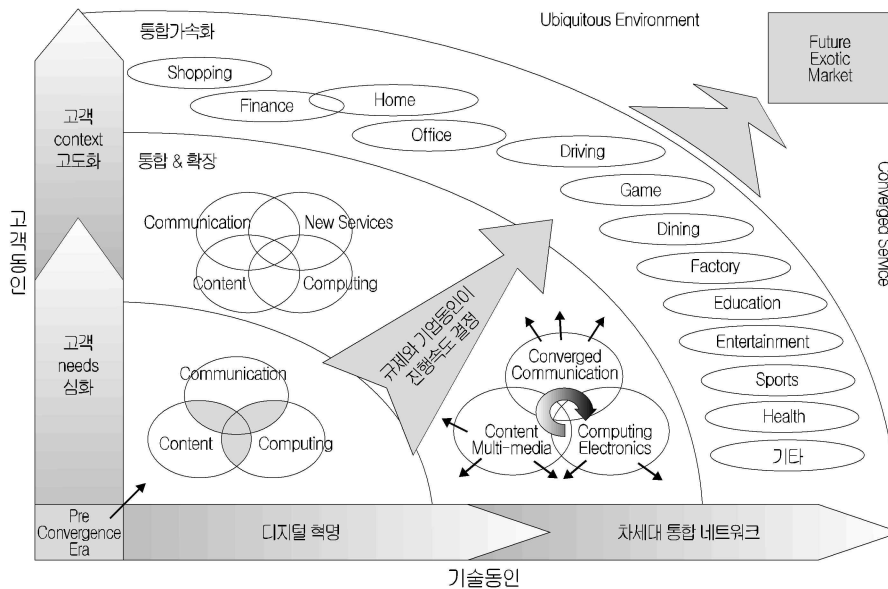 Ubiquitous Environment
Future
Exotic
Market
Converged Service
통합가속화
Shopping
Finance
Home
Office
Driving
Game
Dining
Factory
Education
Entertainment
Sports
Health
기타
고객
context
고도화
고객동인
고객
needs
심화
통합 & 확장
Communication
New Services
Content
Computing
규제와 기업동인이
진행속도 결정
Communication
Content
Computing
Converged
Communication
Content
Multi-media
Computing
Electronics
Pre
Convergence
Era
디지털 혁명
차세대 통합 네트워크
기술동인